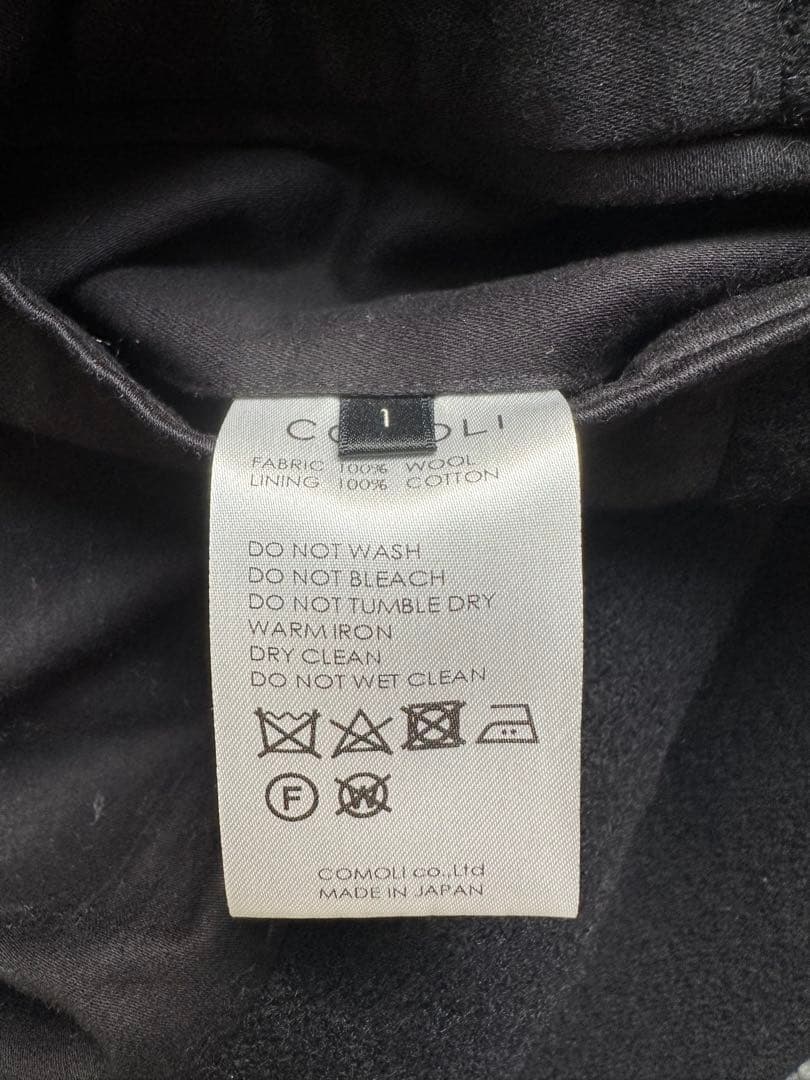 1
COMOLI
FABRIC 100% WOOL
LINING 100% COTTON
DO NOT WASH
DO NOT BLEACH
DO NOT TUMBLE DRY
WARM IRON
DRY CLEAN
DO NOT WET CLEAN
F W
COMOLI co.,Ltd
MADE IN JAPAN